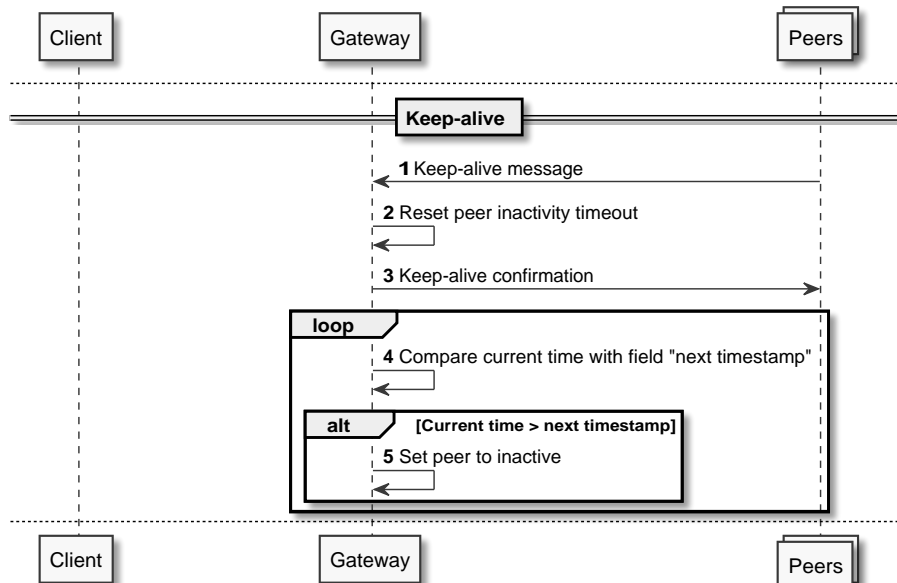 Client
Gateway
Peers
Keep-alive
1 Keep-alive message
2 Reset peer inactivity timeout
3 Keep-alive confirmation
loop
4 Compare current time with field "next timestamp"
alt [Current time > next timestamp]
5 Set peer to inactive
Client
Gateway
Peers